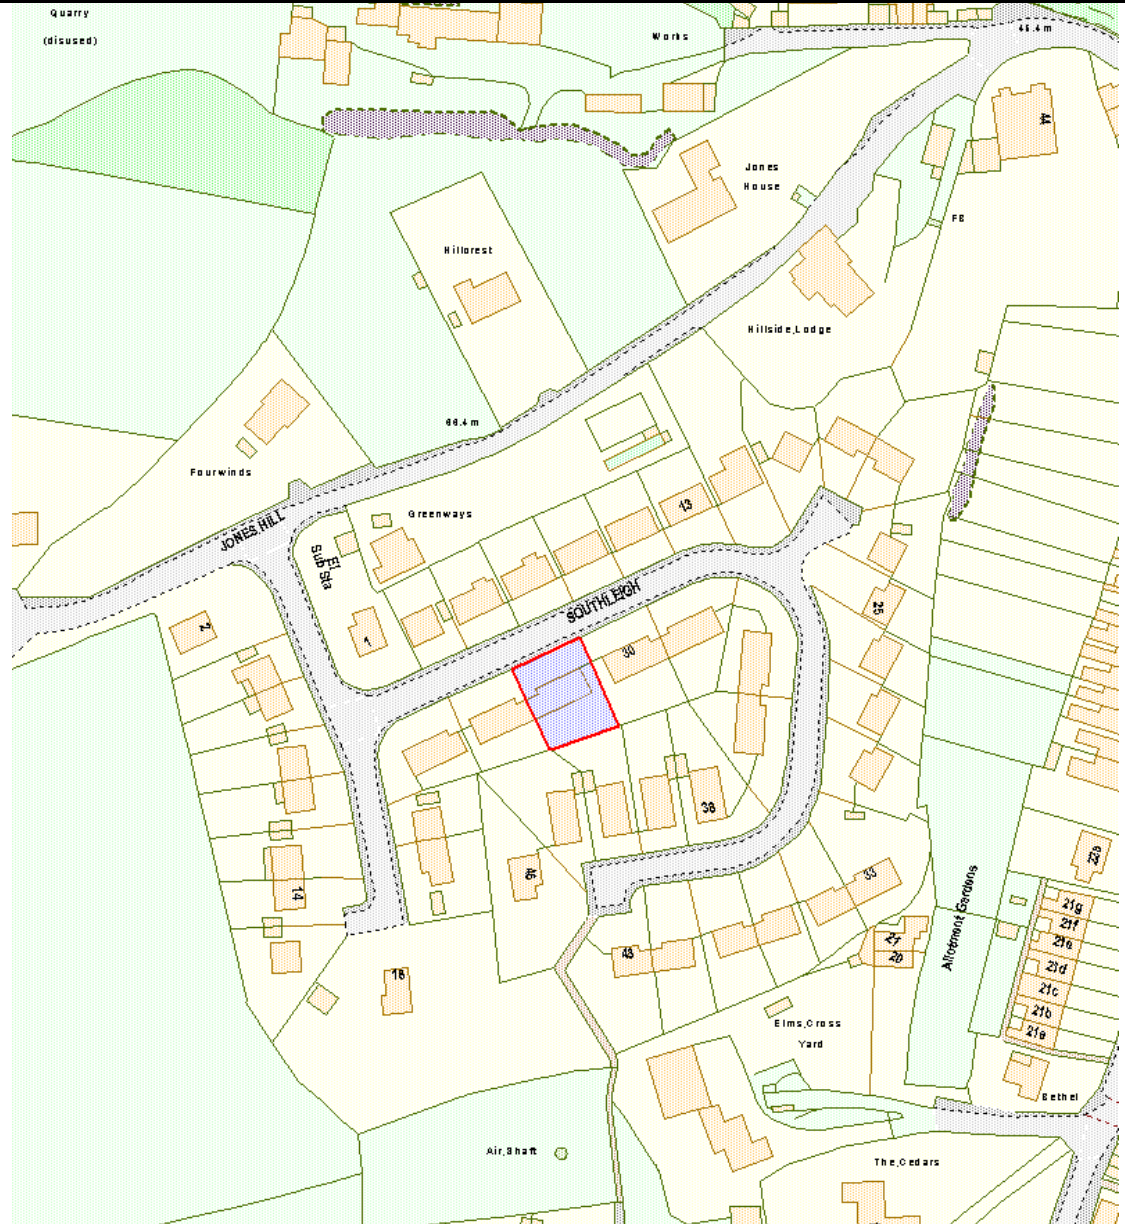 Quarry
(disused)
Works
48.4m
44
Jones
House
FB
Hillcrest
Hillside Lodge
66.4m
Fourwinds
JONES HILL
Greenways
El
Sub Sta
13
SOUTHLEIGH
2
1
30
25
38
14
46
33
22a
18
43
21
20
Allotment Gardens
21g
21f
21e
21d
21c
21b
21a
Elms Cross
Yard
Bethel
Air Shaft
The Cedars